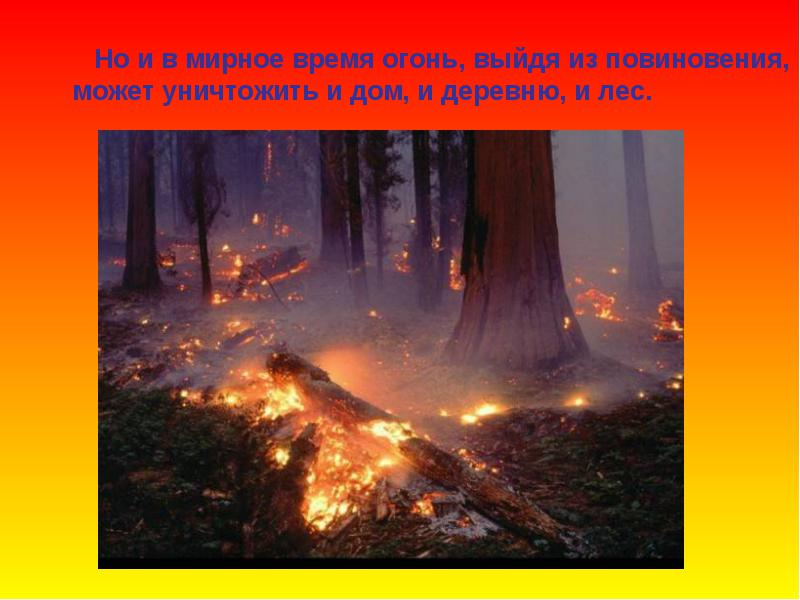 Но и в мирное время огонь, выйдя из повиновения,
может уничтожить и дом, и деревню, и лес.